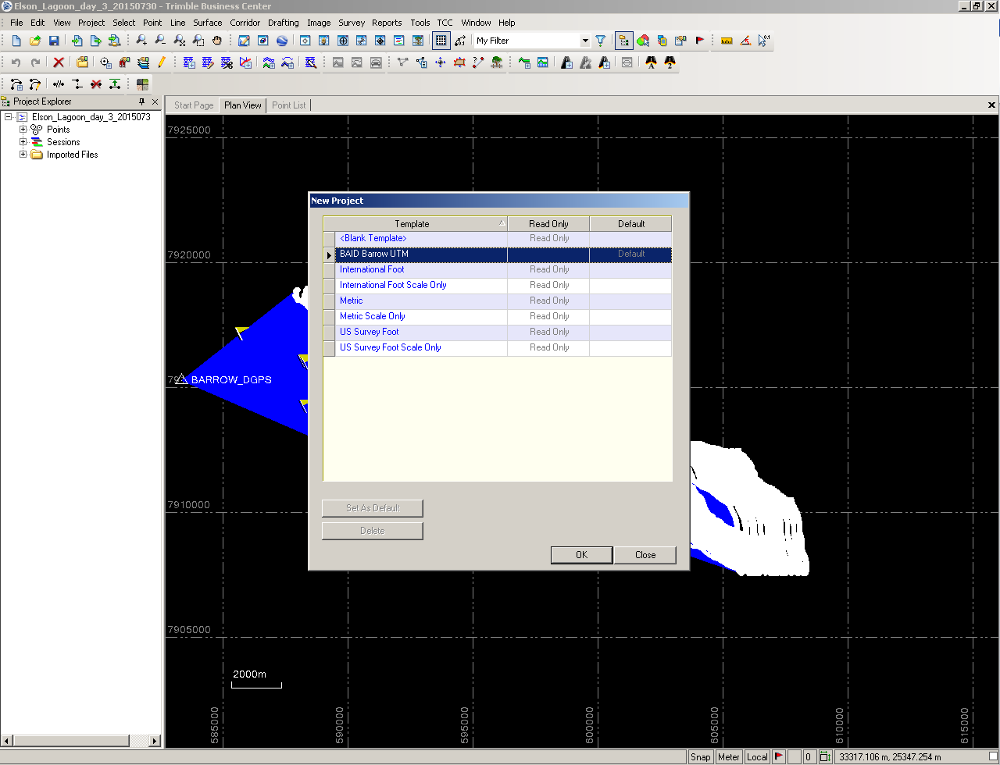 Elson_Lagoon_day_3_20150730 - Trimble Business Center
File Edit View Project Select Point Line Surface Corridor Drafting Image Survey Reports Tools TCC Window Help
My Filter
Project Explorer
Start Page Plan View Point List
Elson_Lagoon_day_3_2015073
Points
Sessions
Imported Files
7925000
7920000
BARROW_DGPS
7910000
7905000
2000m
585000 590000 595000 600000 605000 610000 615000
New Project
Template Read Only Default
<Blank Template> Read Only
BAID Barrow UTM Default
International Foot Read Only
International Foot Scale Only Read Only
Metric Read Only
Metric Scale Only Read Only
US Survey Foot Read Only
US Survey Foot Scale Only Read Only
Set As Default
Delete
OK Close
Snap Meter Local 0 33317.106 m, 25347.254 m